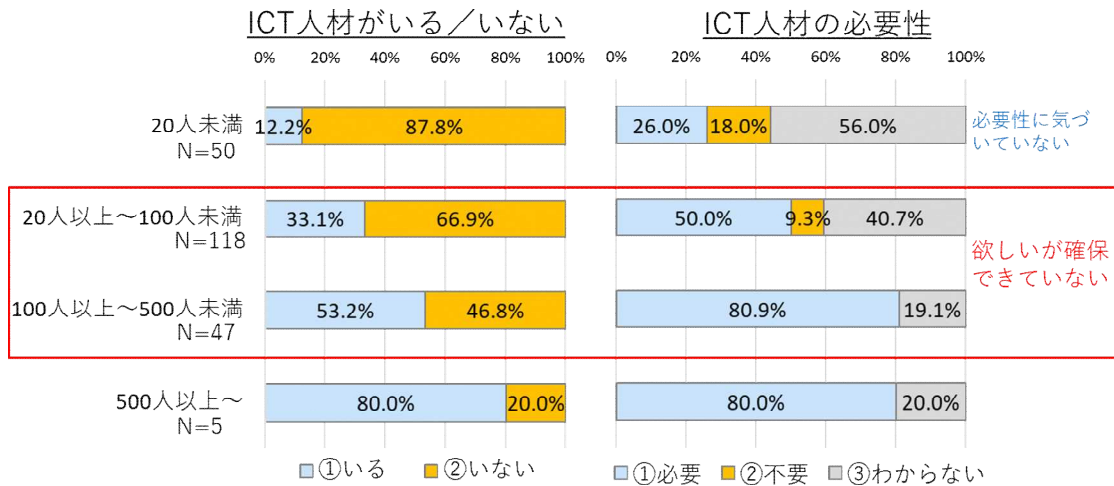 ICT人材がいる／いない
ICT人材の必要性
0% 20% 40% 60% 80% 100%
0% 20% 40% 60% 80% 100%
20人未満
N=50
12.2% 87.8%
26.0% 18.0% 56.0%
必要性に気づ
いていない
20人以上～100人未満
N=118
33.1% 66.9%
50.0% 9.3% 40.7%
欲しいが確保
できていない
100人以上～500人未満
N=47
53.2% 46.8%
80.9% 19.1%
500人以上～
N=5
80.0% 20.0%
80.0% 20.0%
①いる ②いない
①必要 ②不要 ③わからない